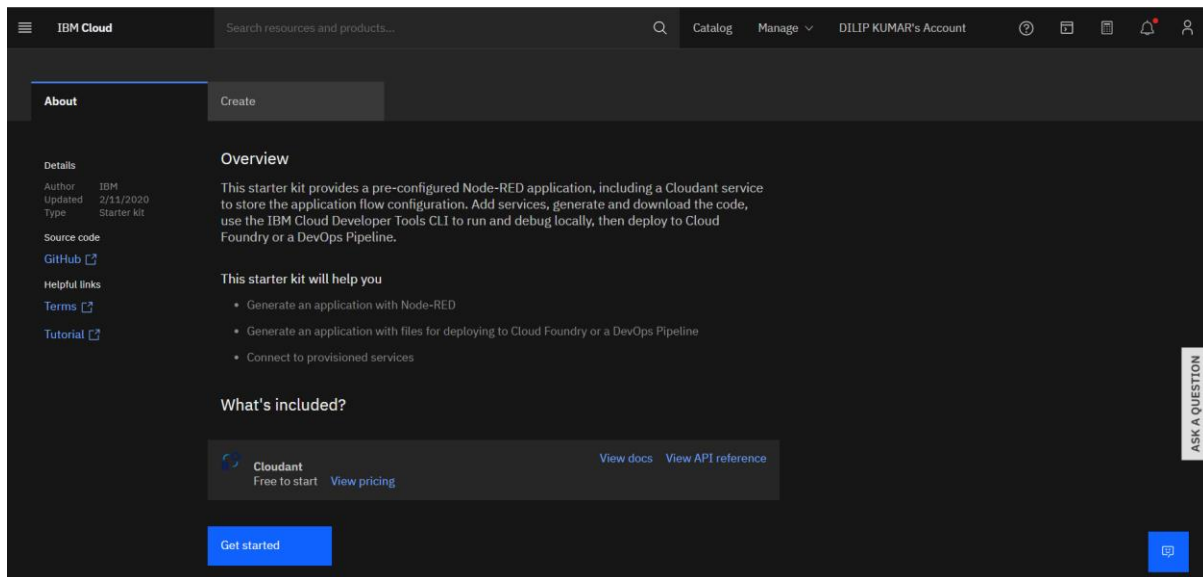 IBM Cloud
Search resources and products...
Catalog
Manage
DILIP KUMAR's Account
About
Create
Details
Author IBM
Updated 2/11/2020
Type Starter kit
Source code
GitHub
Helpful links
Terms
Tutorial
Overview
This starter kit provides a pre-configured Node-RED application, including a Cloudant service
to store the application flow configuration. Add services, generate and download the code,
use the IBM Cloud Developer Tools CLI to run and debug locally, then deploy to Cloud
Foundry or a DevOps Pipeline.
This starter kit will help you
• Generate an application with Node-RED
• Generate an application with files for deploying to Cloud Foundry or a DevOps Pipeline
• Connect to provisioned services
What's included?
Cloudant
Free to start View pricing
View docs View API reference
Get started
ASK A QUESTION